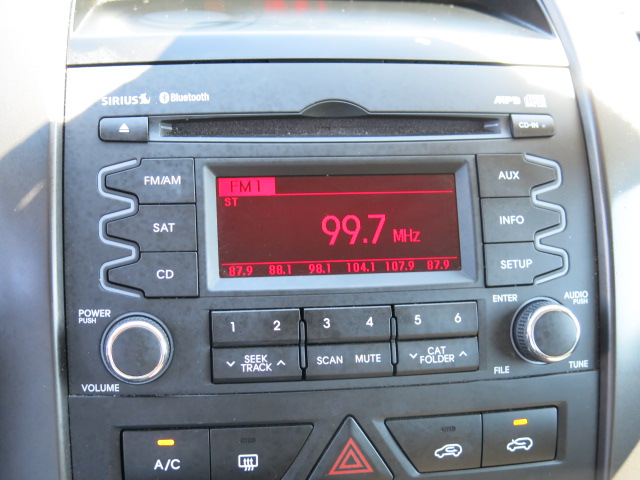 SIRIUS Bluetooth MP3
CD-IN
FM/AM
SAT
CD
FM1
ST
99.7 MHz
87.9 88.1 98.1 104.1 107.9 87.9
AUX
INFO
SETUP
POWER
PUSH
VOLUME
1 2 3 4 5 6
SEEK
TRACK
SCAN MUTE
CAT
FOLDER
ENTER
AUDIO
PUSH
FILE
TUNE
A/C